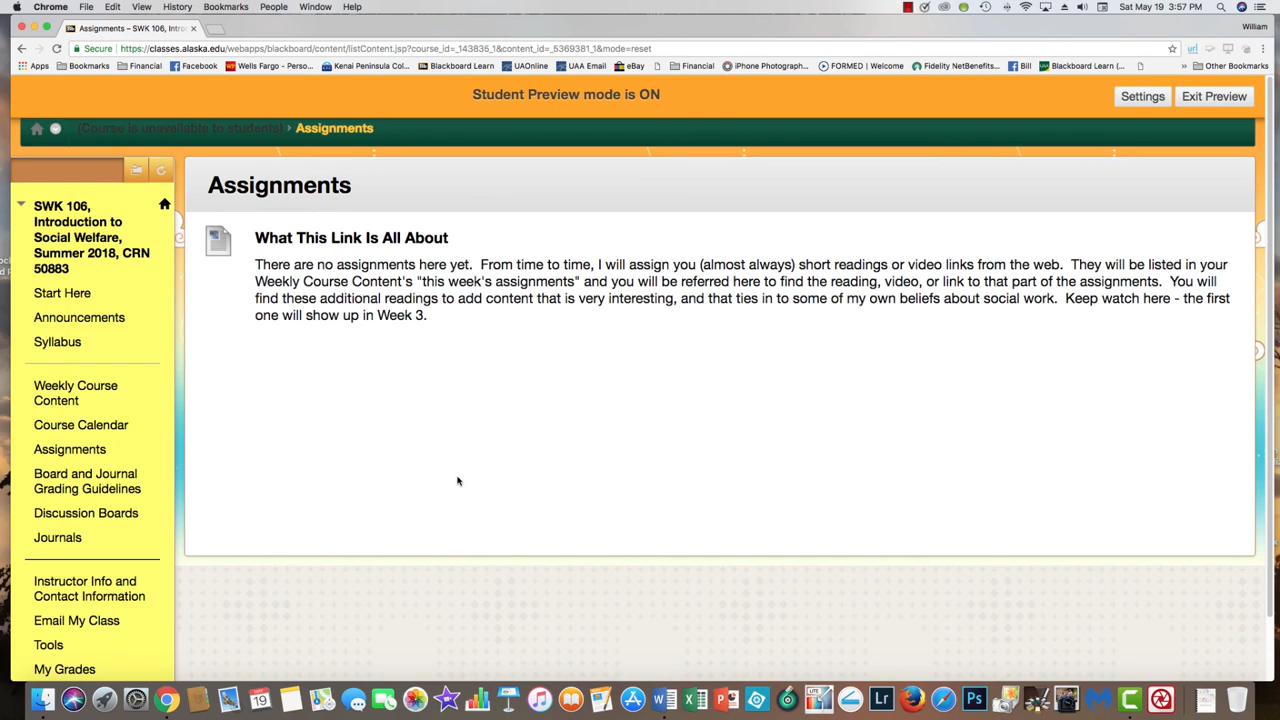 Chrome File Edit View History Bookmarks People Window Help Sat May 19 3:57 PM
Assignments – SWK 106, Intro William
Secure https://classes.alaska.edu/webapps/blackboard/content/listContent.jsp?course_id=_143835_1&content_id=_5369381_1&mode=reset
Apps Bookmarks Financial Facebook Wells Fargo - Perso... Kenai Peninsula Col... Blackboard Learn UAOnline UAA Email eBay Financial iPhone Photograph... FORMED | Welcome Fidelity NetBenefits... Bill Blackboard Learn ( Other Bookmarks
Student Preview mode is ON Settings Exit Preview
(Course is unavailable to students) Assignments
SWK 106,
Introduction to
Social Welfare,
Summer 2018, CRN
50883
Start Here
Announcements
Syllabus
Weekly Course
Content
Course Calendar
Assignments
Board and Journal
Grading Guidelines
Discussion Boards
Journals
Instructor Info and
Contact Information
Email My Class
Tools
My Grades
Assignments
What This Link Is All About
There are no assignments here yet. From time to time, I will assign you (almost always) short readings or video links from the web. They will be listed in your
Weekly Course Content's "this week's assignments" and you will be referred here to find the reading, video, or link to that part of the assignments. You will
find these additional readings to add content that is very interesting, and that ties in to some of my own beliefs about social work. Keep watch here - the first
one will show up in Week 3.